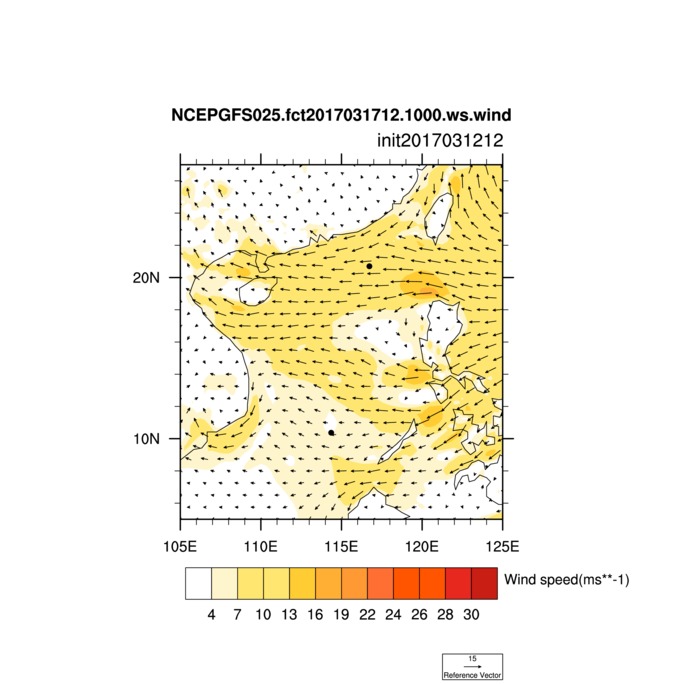 NCEPGFS025.fct2017031712.1000.ws.wind
init2017031212
20N
10N
105E 110E 115E 120E 125E
Wind speed(ms**-1)
4 7 10 13 16 19 22 24 26 28 30
15
Reference Vector